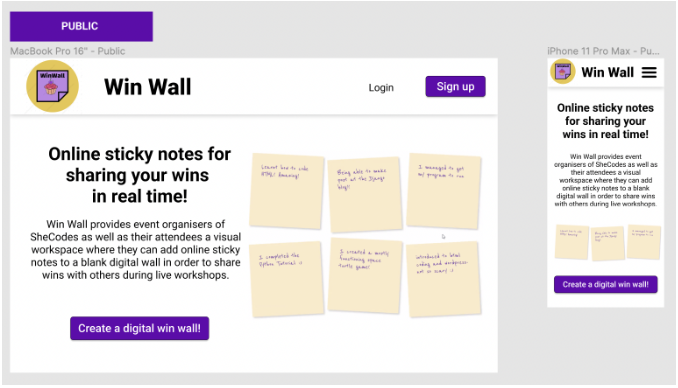 PUBLIC
MacBook Pro 16" - Public
iPhone 11 Pro Max - Pu...
WinWall
Win Wall
Login
Sign up
Online sticky notes for
sharing your wins
in real time!
Win Wall provides event organisers of
SheCodes as well as their attendees a visual
workspace where they can add online sticky
notes to a blank digital wall in order to share
wins with others during live workshops.
Create a digital win wall!
Learnt how to code
HTML! Amazing!
Being able to make
post on the Django
blog!!
I managed to get
my program to run
I completed the
Python Tutorial :)
I created a mostly
functioning space
turtle game!
Introduced to html
coding and wordpress
not so scary :)
WinWall
Win Wall
Online sticky notes
for sharing your
wins in real time!
Win Wall provides event
organisers of SheCodes as well as
their attendees a visual
workspace where they can add
online sticky notes to a blank
digital wall in order to share wins
with others during live workshops.
Create a digital win wall!